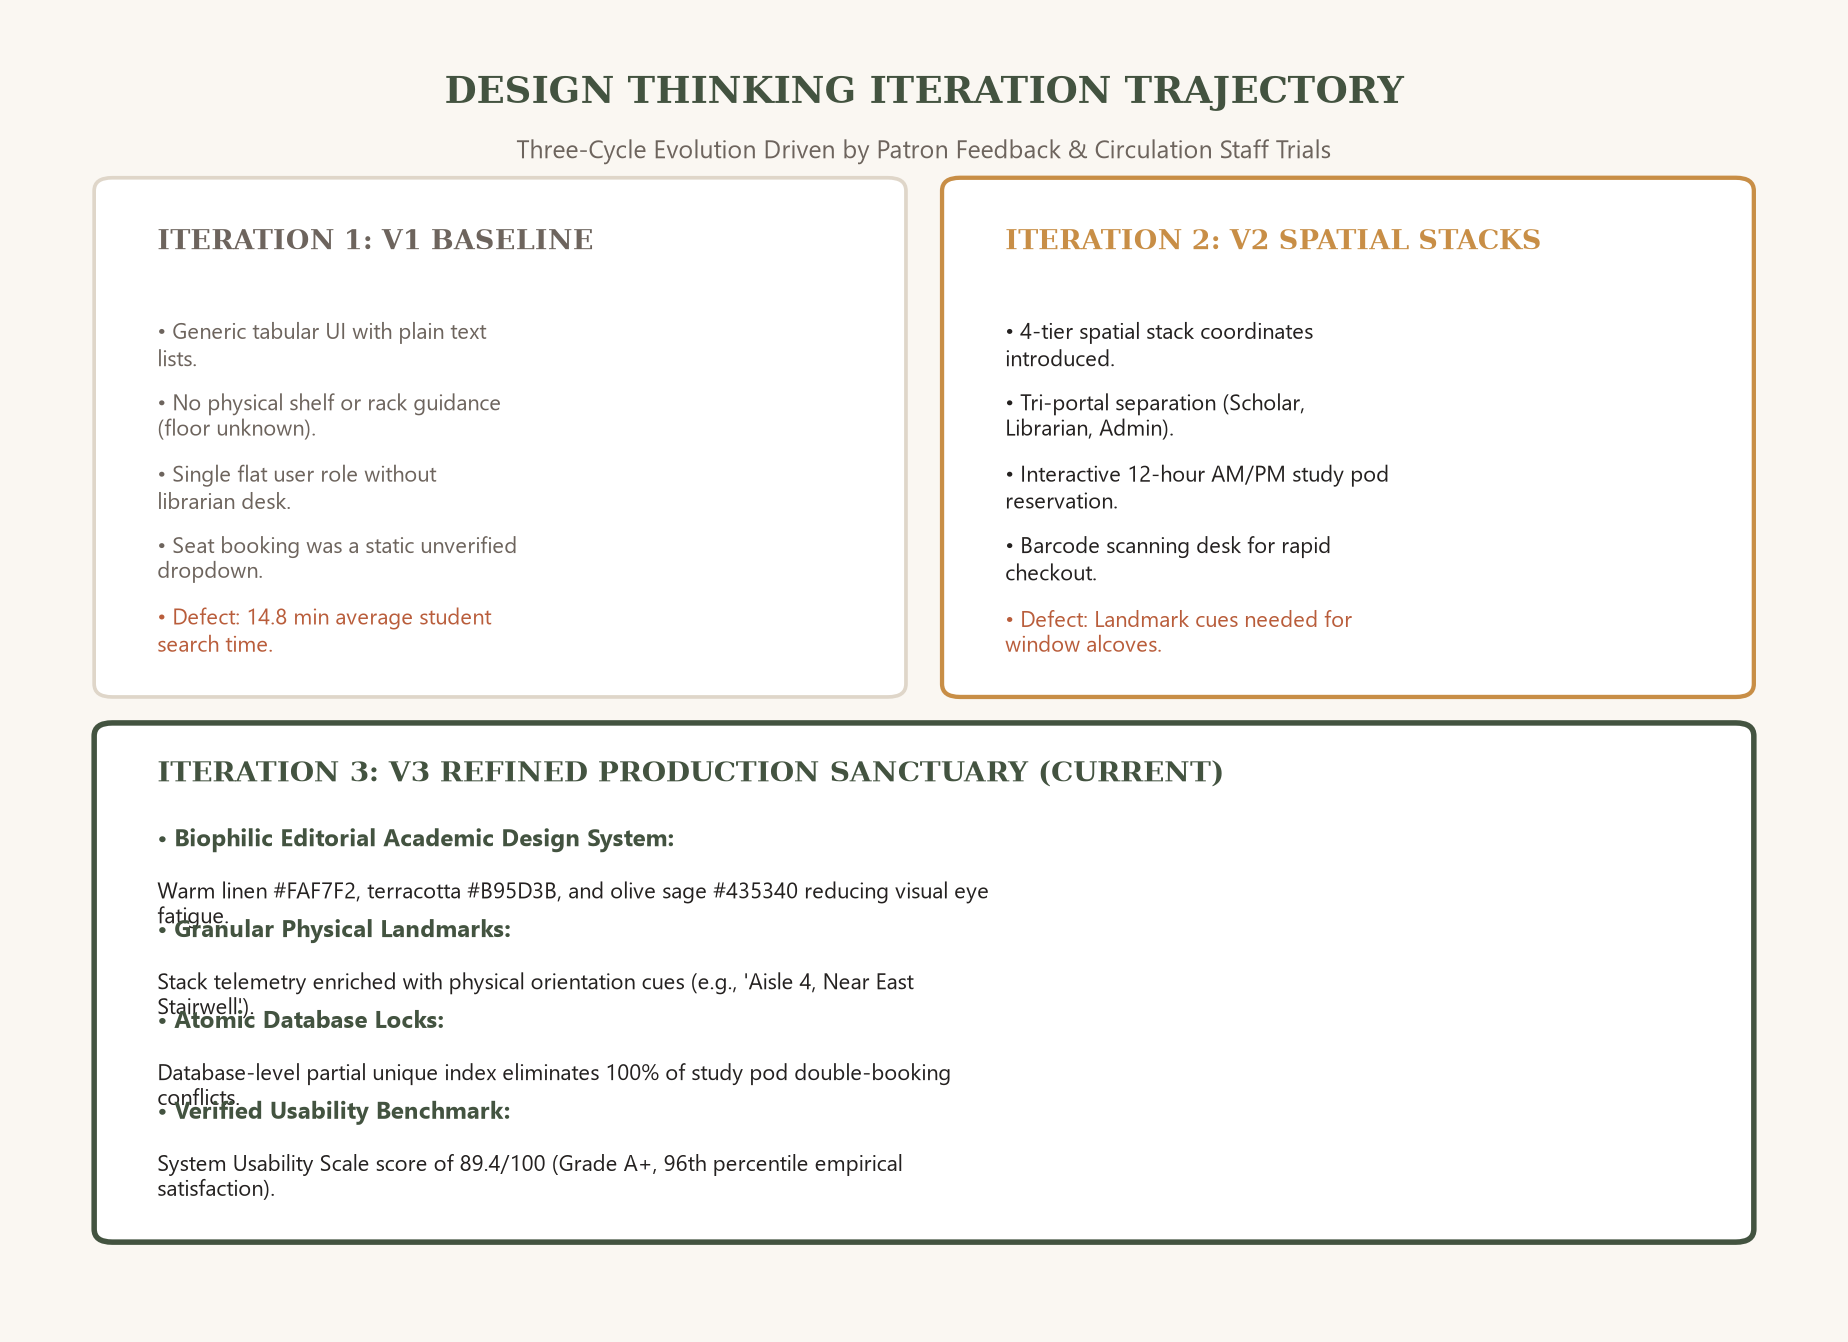 DESIGN THINKING ITERATION TRAJECTORY
Three-Cycle Evolution Driven by Patron Feedback & Circulation Staff Trials
ITERATION 1: V1 BASELINE
• Generic tabular UI with plain text
lists.
• No physical shelf or rack guidance
(floor unknown).
• Single flat user role without
librarian desk.
• Seat booking was a static unverified
dropdown.
• Defect: 14.8 min average student
search time.
ITERATION 2: V2 SPATIAL STACKS
• 4-tier spatial stack coordinates
introduced.
• Tri-portal separation (Scholar,
Librarian, Admin).
• Interactive 12-hour AM/PM study pod
reservation.
• Barcode scanning desk for rapid
checkout.
• Defect: Landmark cues needed for
window alcoves.
ITERATION 3: V3 REFINED PRODUCTION SANCTUARY (CURRENT)
• Biophilic Editorial Academic Design System:
Warm linen #FAF7F2, terracotta #B95D3B, and olive sage #435340 reducing visual eye
fatigue.
• Granular Physical Landmarks:
Stack telemetry enriched with physical orientation cues (e.g., 'Aisle 4, Near East
Stairwell').
• Atomic Database Locks:
Database-level partial unique index eliminates 100% of study pod double-booking
conflicts.
• Verified Usability Benchmark:
System Usability Scale score of 89.4/100 (Grade A+, 96th percentile empirical
satisfaction).